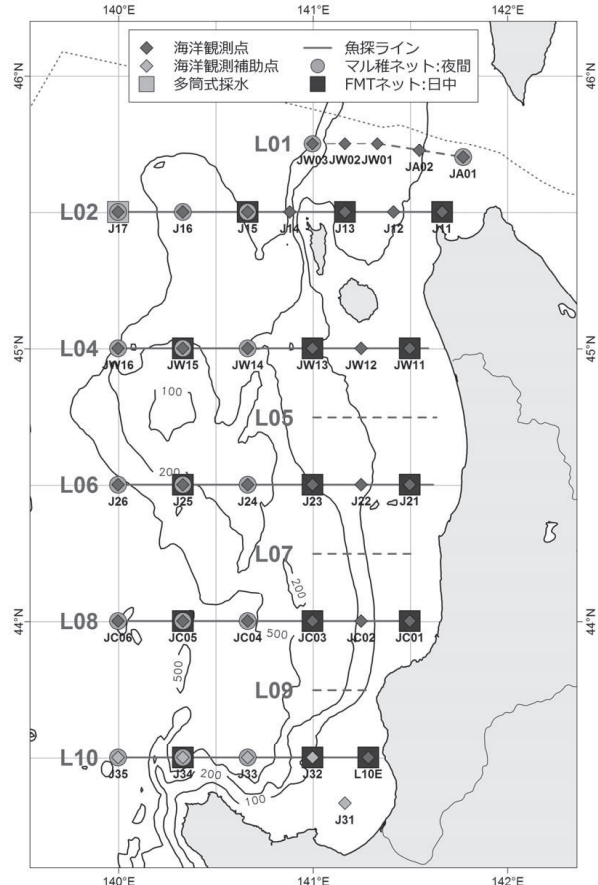 140°E 141°E 142°E
海洋観測点 魚探ライン
海洋観測補助点 マル稚ネット:夜間
多筒式採水 FMTネット:日中
46°N 46°N
L01
JW03 JW02 JW01 JA02 JA01
L02
J17 J16 J15 J14 J13 J12 J11
45°N 45°N
L04
JW16 JW15 JW14 JW13 JW12 JW11
100
L05
200
L06
J26 J25 J24 J23 J22 J21
L07
200
44°N 44°N
L08
JC06 JC05 JC04 JC03 JC02 JC01
500
500
L09
L10
J35 J34 J33 J32 L10E
200
100
J31
140°E 141°E 142°E